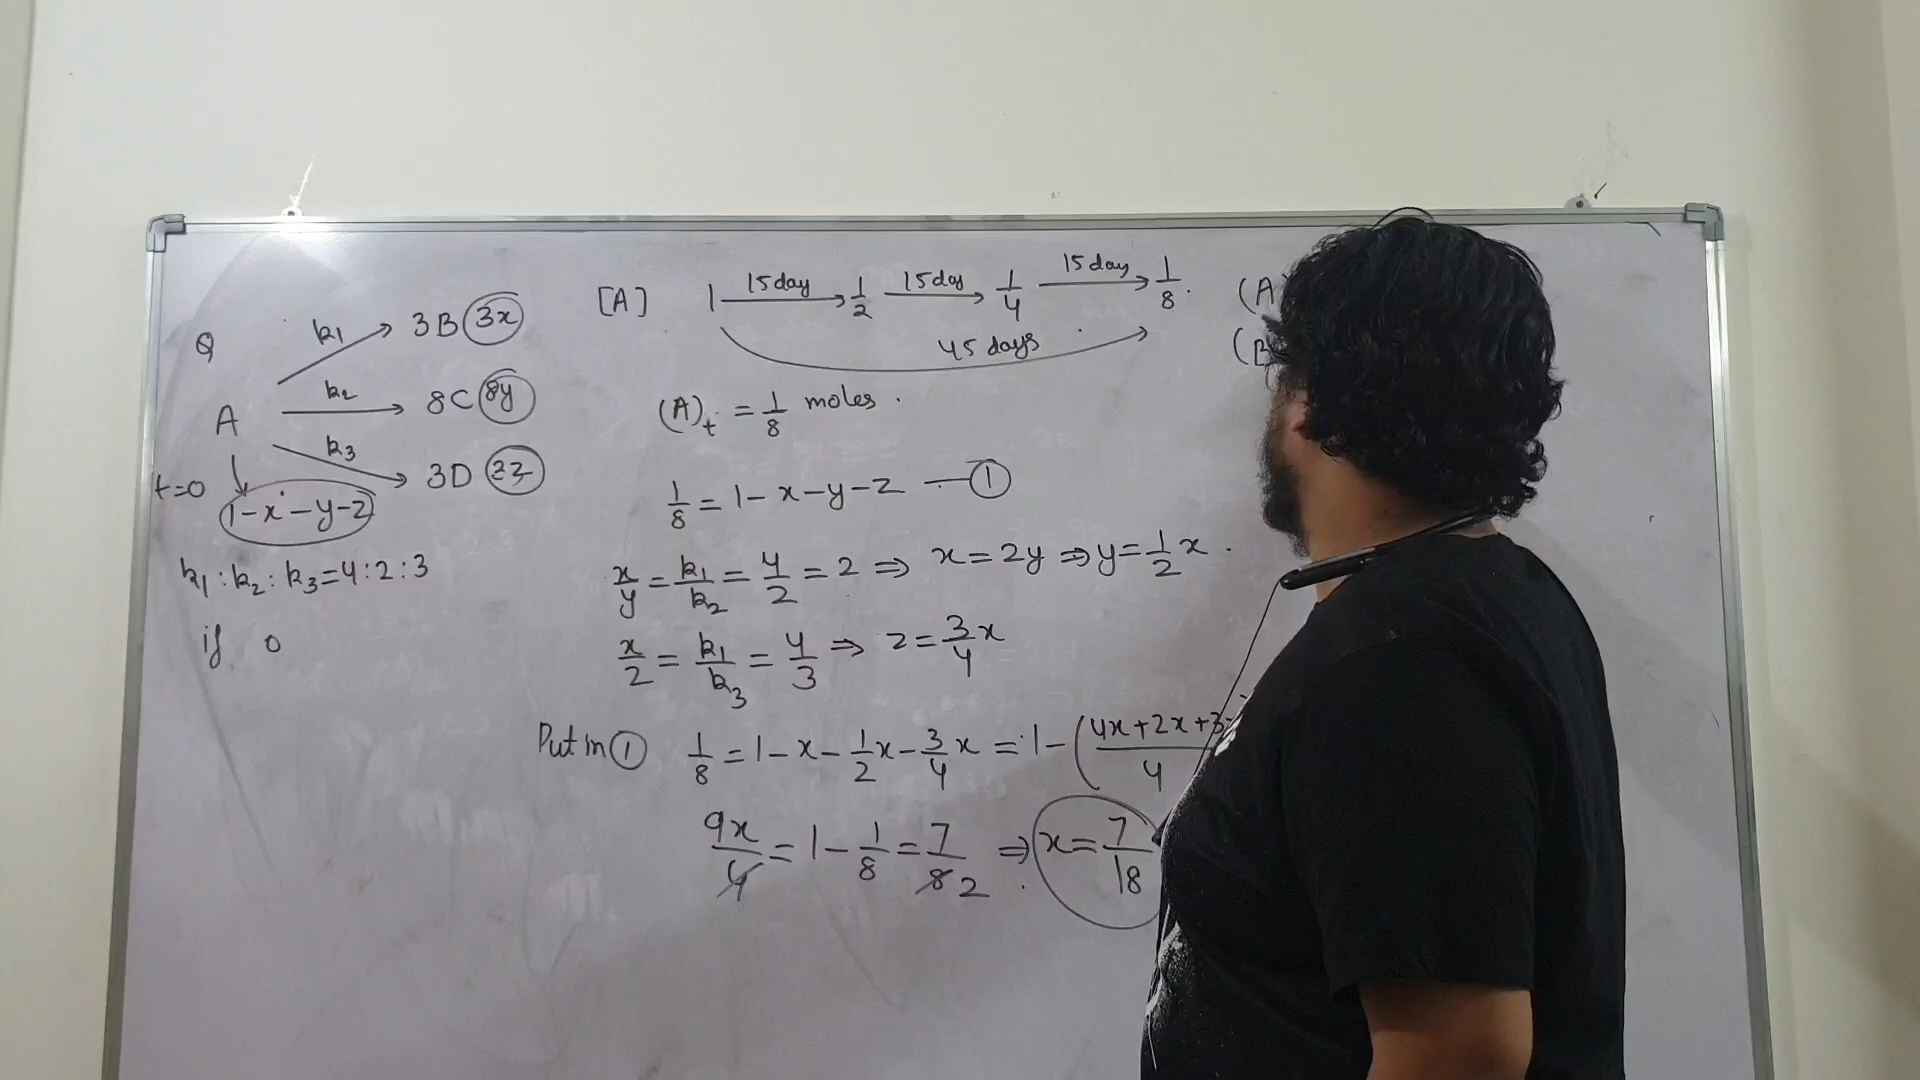 Q
k₁ 3B (3x)
A k₂ 8C (8y)
k₃ 3D (3z)
t=0
1-x-y-z
k₁ : k₂ : k₃ = 4 : 2 : 3
if 0
[A] 1 15 day 1/2 15 day 1/4 15 day 1/8 .
45 days
(A)t = 1/8 moles .
1/8 = 1 - x - y - z — ①
x/y = k₁/k₂ = 4/2 = 2 ⇒ x = 2y ⇒ y = 1/2 x .
x/z = k₁/k₃ = 4/3 ⇒ z = 3/4 x
Put in ① 1/8 = 1 - x - 1/2 x - 3/4 x = 1 - (4x+2x+3 / 4
9x/4 = 1 - 1/8 = 7/8 2 ⇒ x = 7/18
(A
(B